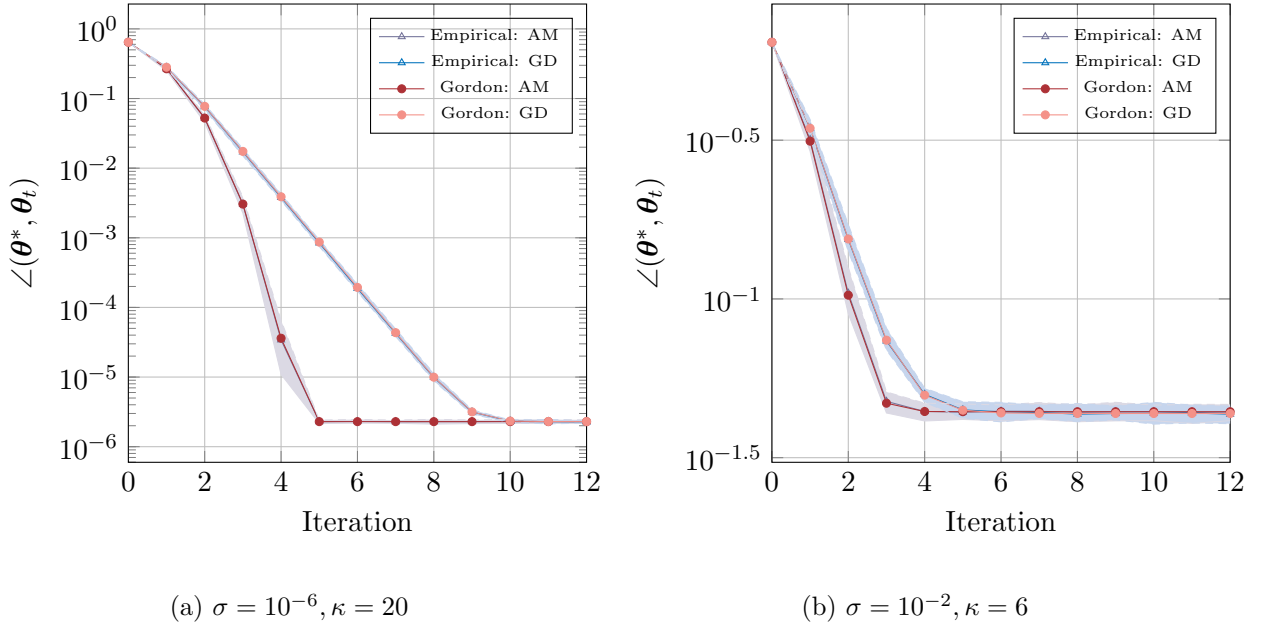 10^0
10^{-1}
10^{-2}
10^{-3}
10^{-4}
10^{-5}
10^{-6}
∠(θ*, θ_t)
0 2 4 6 8 10 12
Iteration
Empirical: AM
Empirical: GD
Gordon: AM
Gordon: GD
(a) σ = 10^{-6}, κ = 20
10^{-0.5}
10^{-1}
10^{-1.5}
∠(θ*, θ_t)
0 2 4 6 8 10 12
Iteration
Empirical: AM
Empirical: GD
Gordon: AM
Gordon: GD
(b) σ = 10^{-2}, κ = 6